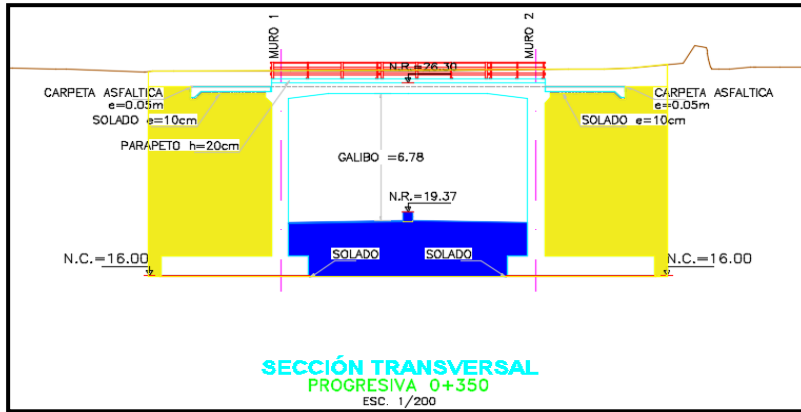 MURO 1
MURO 2
N.R.=26.30
CARPETA ASFALTICA
e=0.05m
SOLADO e=10cm
PARAPETO h=20cm
CARPETA ASFALTICA
e=0.05m
SOLADO e=10cm
GALIBO =6.78
N.R.=19.37
N.C.=16.00
SOLADO
SOLADO
N.C.=16.00
SECCIÓN TRANSVERSAL
PROGRESIVA 0+350
ESC. 1/200